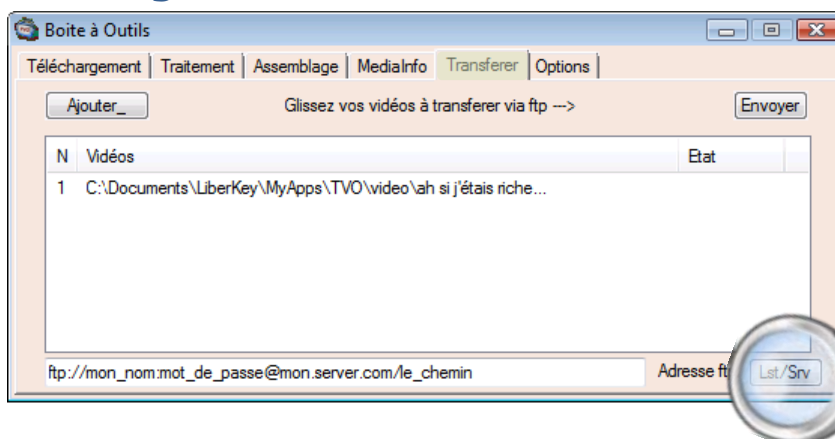 Boite à Outils
Téléchargement Traitement Assemblage MediaInfo Transferer Options
Ajouter_ Glissez vos vidéos à transferer via ftp ---> Envoyer
N Vidéos Etat
1 C:\Documents\LiberKey\MyApps\TVO\video\ah si j'étais riche...
ftp://mon_nom:mot_de_passe@mon.server.com/le_chemin Adresse ft Lst/Srv